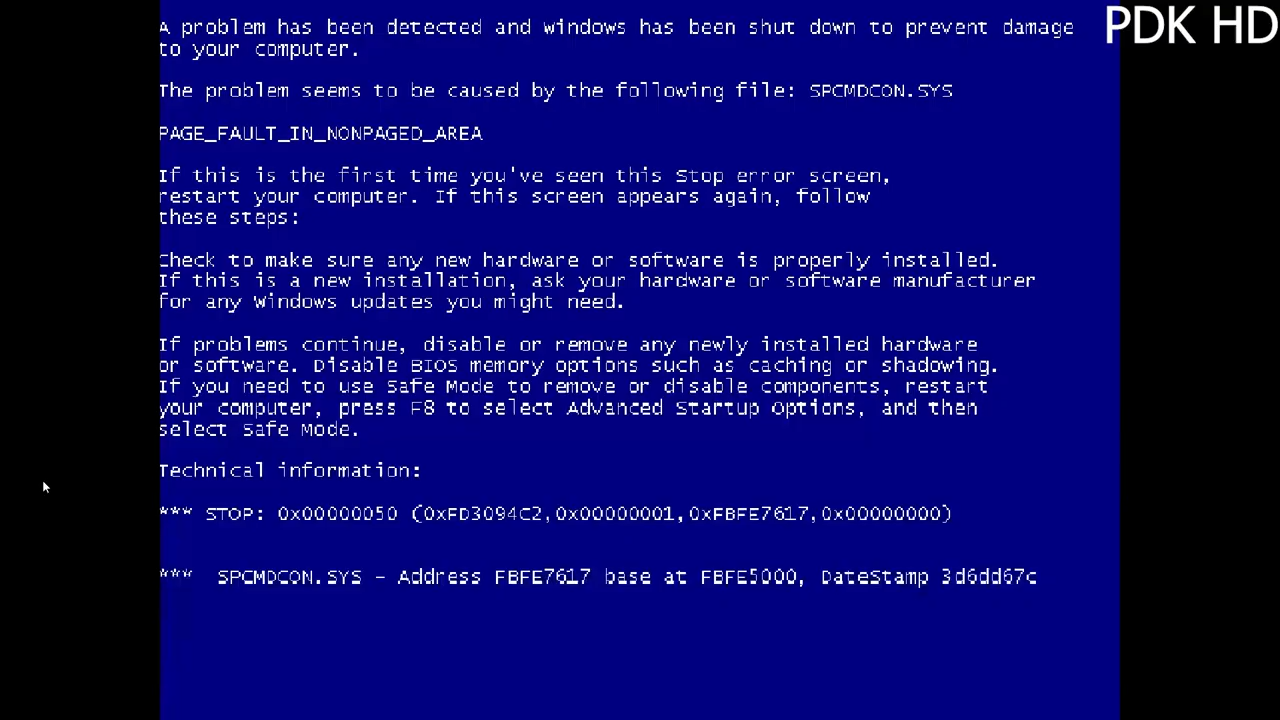 PDK HD
A problem has been detected and windows has been shut down to prevent damage
to your computer.
The problem seems to be caused by the following file: SPCMDCON.SYS
PAGE_FAULT_IN_NONPAGED_AREA
If this is the first time you've seen this Stop error screen,
restart your computer. If this screen appears again, follow
these steps:
Check to make sure any new hardware or software is properly installed.
If this is a new installation, ask your hardware or software manufacturer
for any Windows updates you might need.
If problems continue, disable or remove any newly installed hardware
or software. Disable BIOS memory options such as caching or shadowing.
If you need to use Safe Mode to remove or disable components, restart
your computer, press F8 to select Advanced Startup Options, and then
select Safe Mode.
Technical information:
*** STOP: 0x00000050 (0xFD3094C2,0x00000001,0xFBFE7617,0x00000000)
*** SPCMDCON.SYS - Address FBFE7617 base at FBFE5000, DateStamp 3d6dd67c